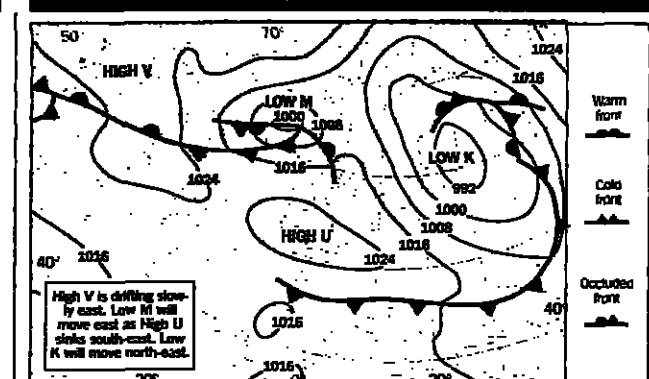 50°
70°
1024
HIGH V
1016
LOW M
1000
1008
Warm
front
LOW K
1016
992
1024
Cold
front
1000
1008
HIGH U
1016
1016
1024
40°
Occluded
front
High V is drifting slow-
ly east. Low M will
move east as High U
sinks south-east. Low
K will move north-east.
1016
40°
1016